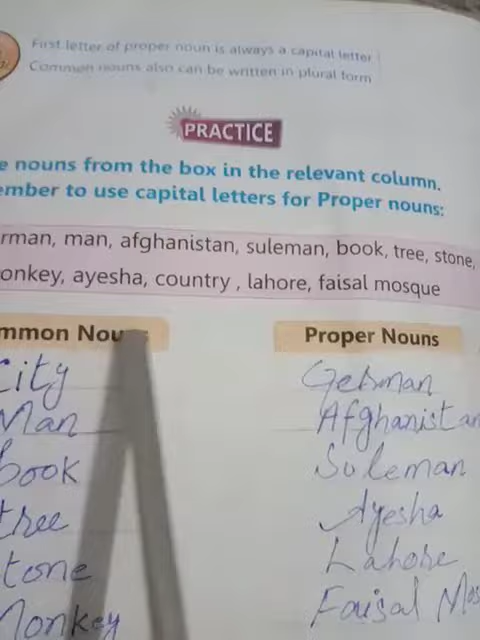 First letter of proper noun is always a capital letter
Common nouns also can be written in plural form
PRACTICE
e nouns from the box in the relevant column.
ember to use capital letters for Proper nouns:
rman, man, afghanistan, suleman, book, tree, stone,
onkey, ayesha, country , lahore, faisal mosque
mmon Nou
Proper Nouns
City
German
Man
Afghanistan
book
Suleman
tree
Ayesha
tone
Lahore
Monkey
Faisal Mos